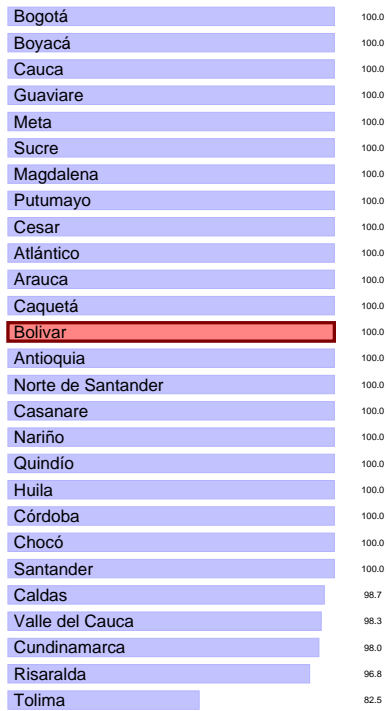 Bogotá 100.0
Boyacá 100.0
Cauca 100.0
Guaviare 100.0
Meta 100.0
Sucre 100.0
Magdalena 100.0
Putumayo 100.0
Cesar 100.0
Atlántico 100.0
Arauca 100.0
Caquetá 100.0
Bolivar 100.0
Antioquia 100.0
Norte de Santander 100.0
Casanare 100.0
Nariño 100.0
Quindío 100.0
Huila 100.0
Córdoba 100.0
Chocó 100.0
Santander 100.0
Caldas 98.7
Valle del Cauca 98.3
Cundinamarca 98.0
Risaralda 96.8
Tolima 82.5